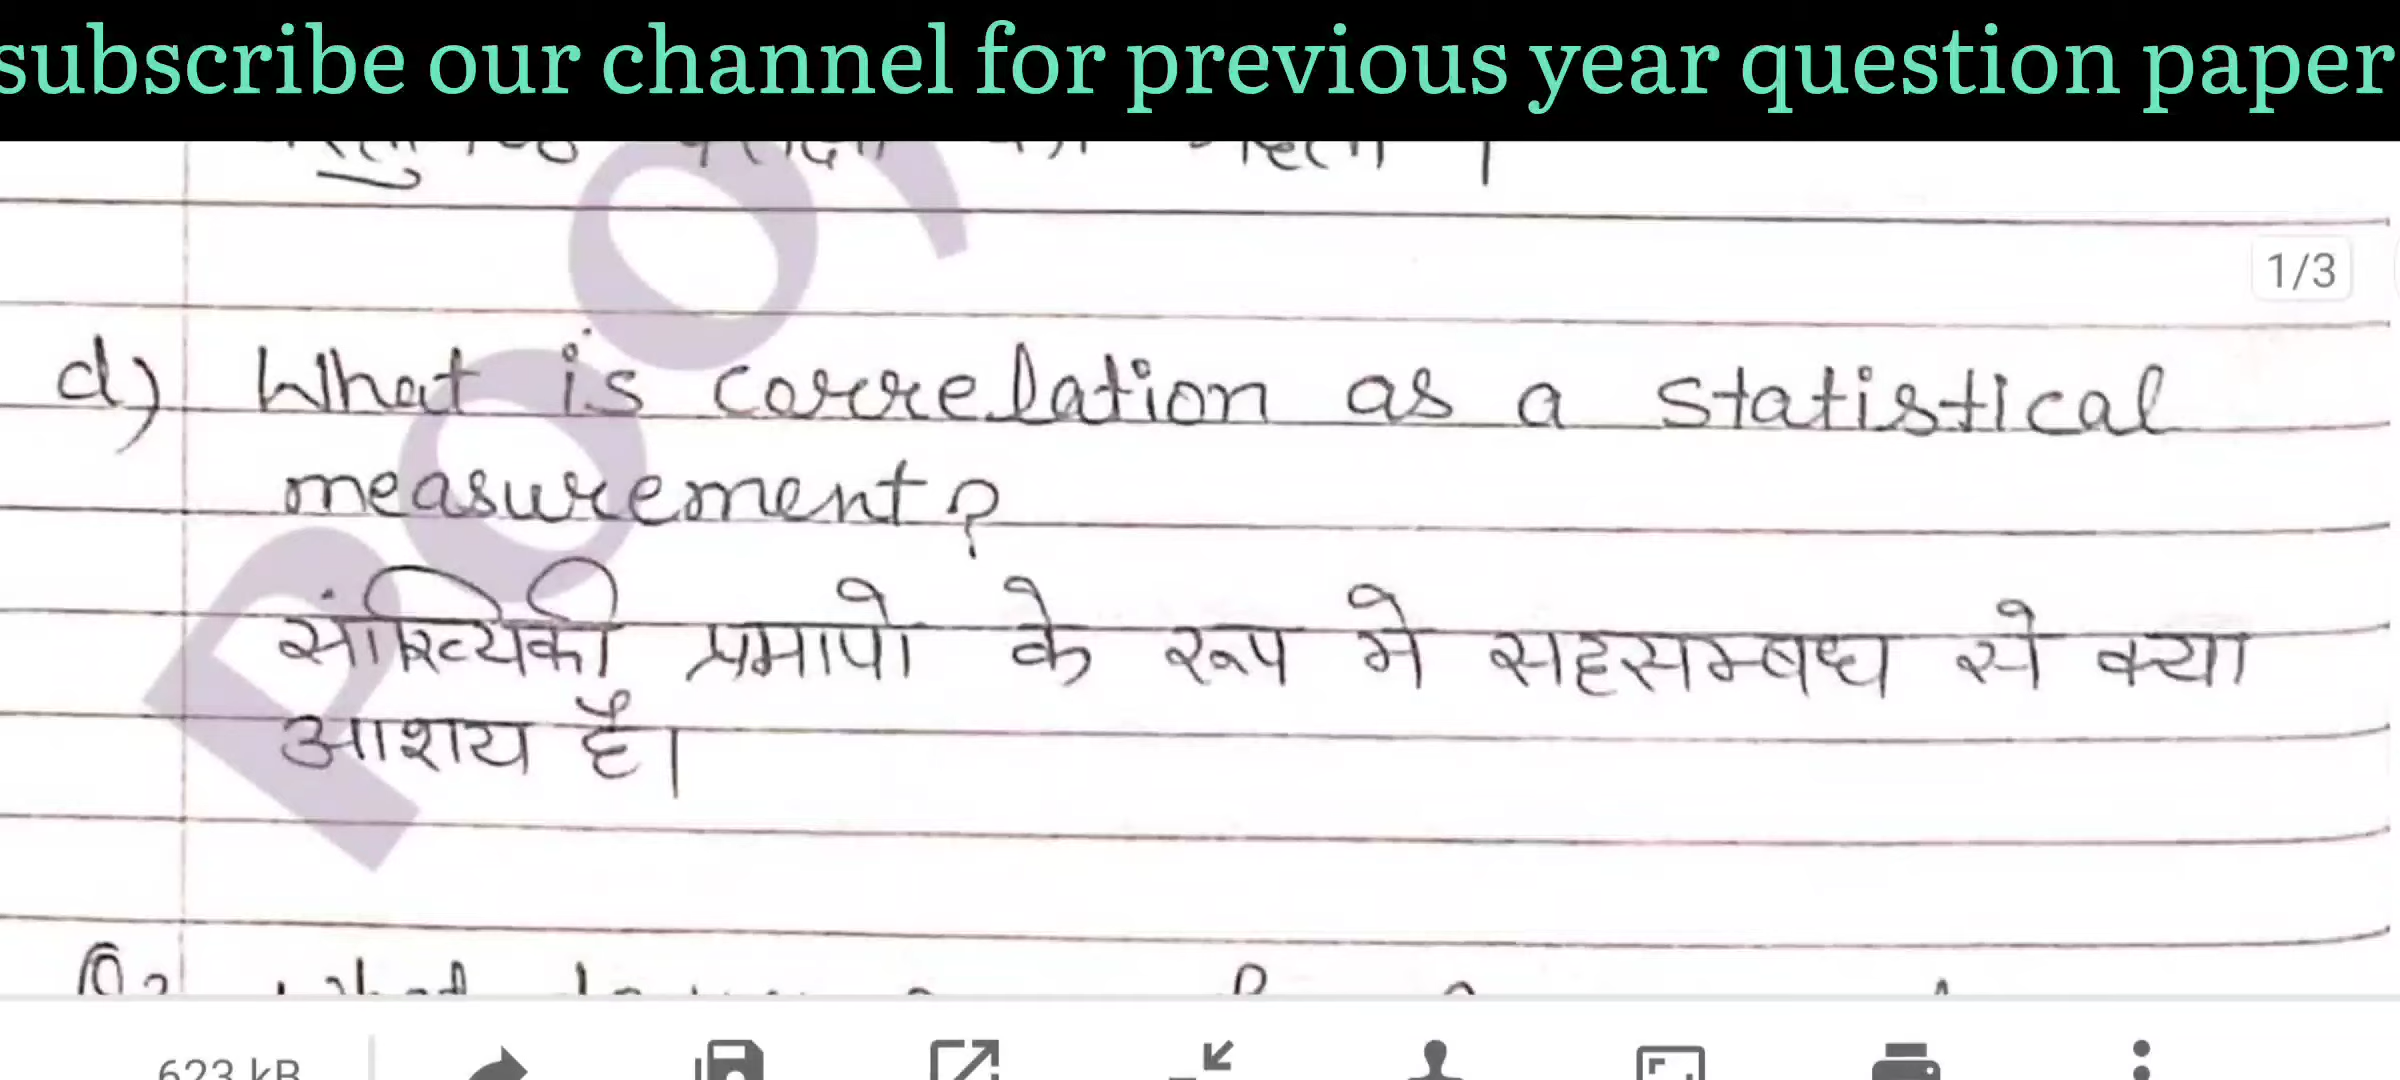 subscribe our channel for previous year question paper
1/3
d) What is correlation as a statistical
measurement?
सांख्यिकी प्रमापो के रूप मे सहसम्बध से क्या
आशय है।
623 kB